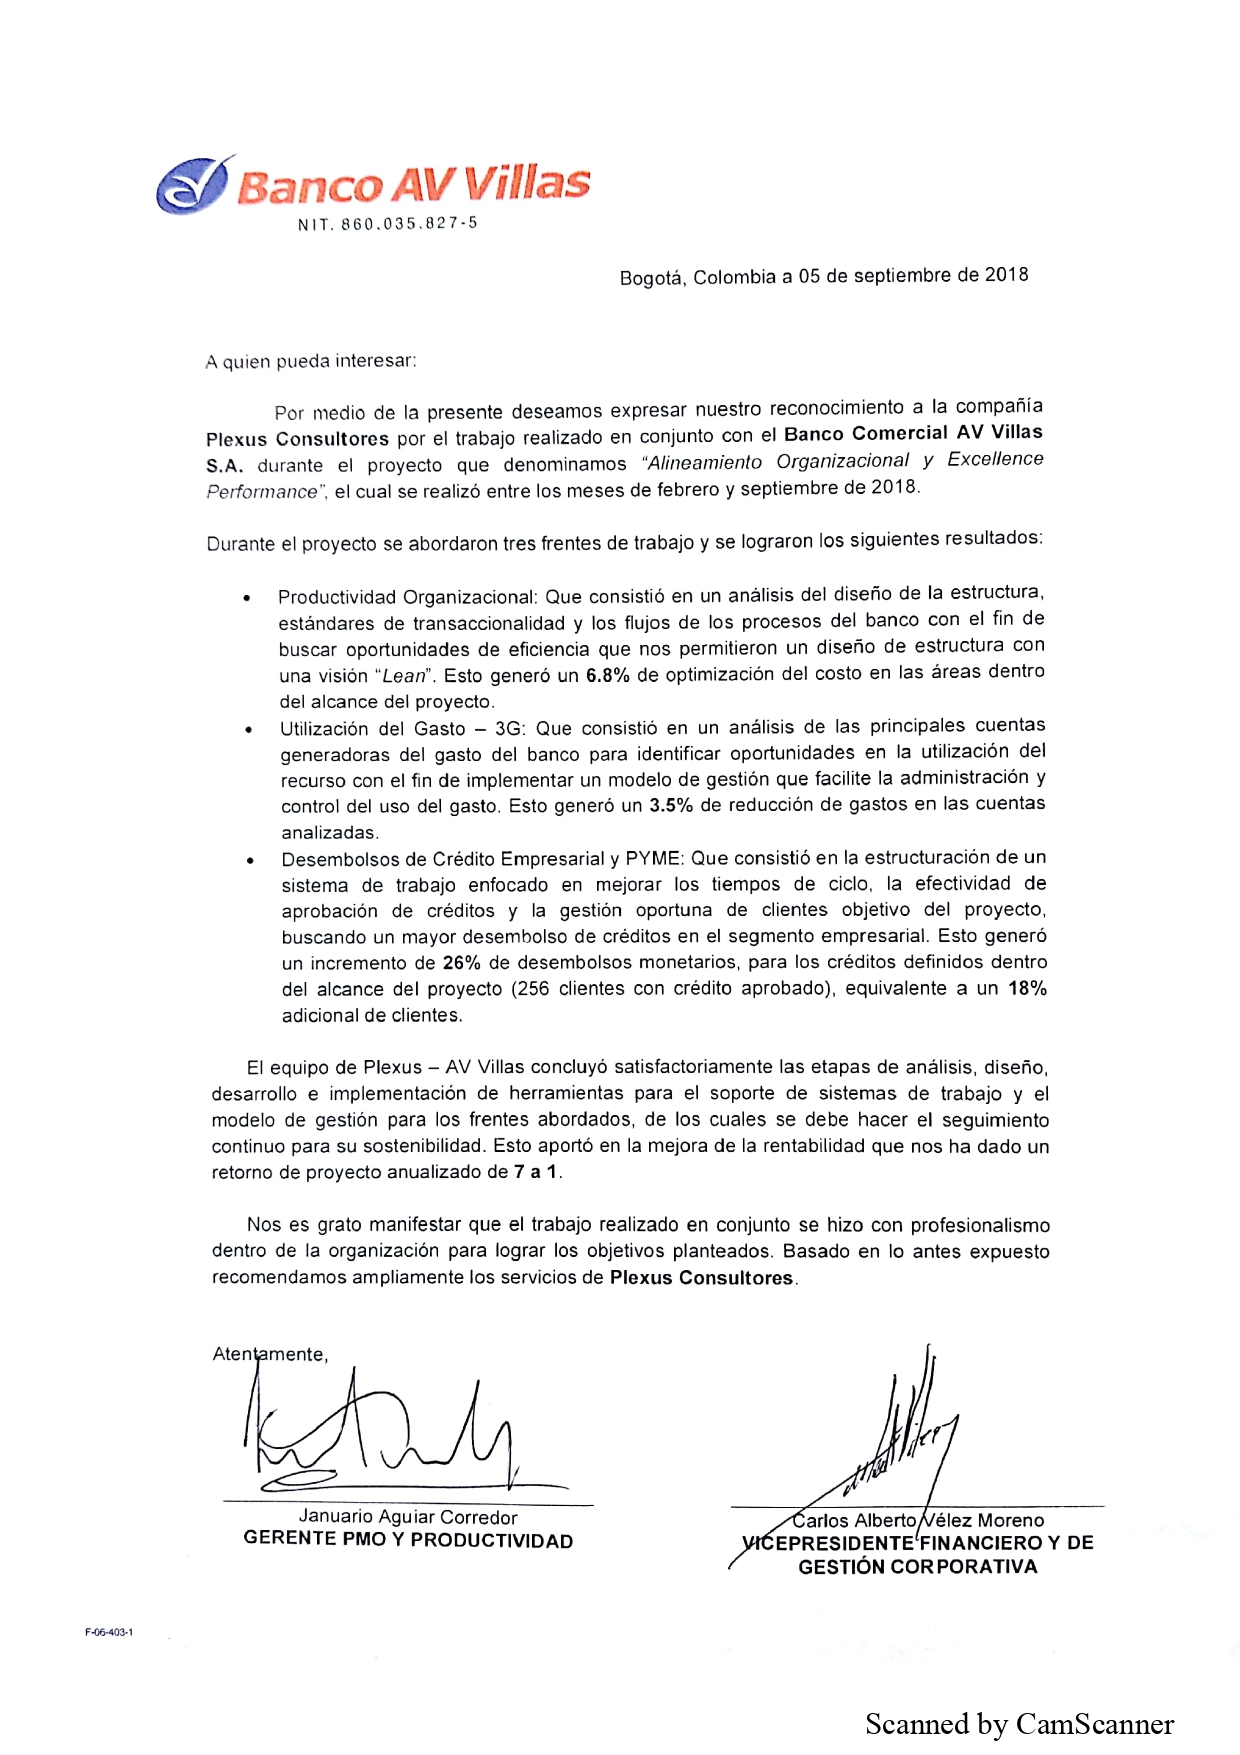 Banco AV Villas
NIT. 860.035.827-5
Bogotá, Colombia a 05 de septiembre de 2018
A quien pueda interesar:
Por medio de la presente deseamos expresar nuestro reconocimiento a la compañía
Plexus Consultores por el trabajo realizado en conjunto con el Banco Comercial AV Villas
S.A. durante el proyecto que denominamos "Alineamiento Organizacional y Excellence
Performance", el cual se realizó entre los meses de febrero y septiembre de 2018.
Durante el proyecto se abordaron tres frentes de trabajo y se lograron los siguientes resultados:
• Productividad Organizacional: Que consistió en un análisis del diseño de la estructura,
estándares de transaccionalidad y los flujos de los procesos del banco con el fin de
buscar oportunidades de eficiencia que nos permitieron un diseño de estructura con
una visión "Lean". Esto generó un 6.8% de optimización del costo en las áreas dentro
del alcance del proyecto.
• Utilización del Gasto – 3G: Que consistió en un análisis de las principales cuentas
generadoras del gasto del banco para identificar oportunidades en la utilización del
recurso con el fin de implementar un modelo de gestión que facilite la administración y
control del uso del gasto. Esto generó un 3.5% de reducción de gastos en las cuentas
analizadas.
• Desembolsos de Crédito Empresarial y PYME: Que consistió en la estructuración de un
sistema de trabajo enfocado en mejorar los tiempos de ciclo, la efectividad de
aprobación de créditos y la gestión oportuna de clientes objetivo del proyecto,
buscando un mayor desembolso de créditos en el segmento empresarial. Esto generó
un incremento de 26% de desembolsos monetarios, para los créditos definidos dentro
del alcance del proyecto (256 clientes con crédito aprobado), equivalente a un 18%
adicional de clientes.
El equipo de Plexus – AV Villas concluyó satisfactoriamente las etapas de análisis, diseño,
desarrollo e implementación de herramientas para el soporte de sistemas de trabajo y el
modelo de gestión para los frentes abordados, de los cuales se debe hacer el seguimiento
continuo para su sostenibilidad. Esto aportó en la mejora de la rentabilidad que nos ha dado un
retorno de proyecto anualizado de 7 a 1.
Nos es grato manifestar que el trabajo realizado en conjunto se hizo con profesionalismo
dentro de la organización para lograr los objetivos planteados. Basado en lo antes expuesto
recomendamos ampliamente los servicios de Plexus Consultores.
Atentamente,
Januario Aguiar Corredor
GERENTE PMO Y PRODUCTIVIDAD
Carlos Alberto Vélez Moreno
VICEPRESIDENTE FINANCIERO Y DE
GESTIÓN CORPORATIVA
F-06-403-1
Scanned by CamScanner